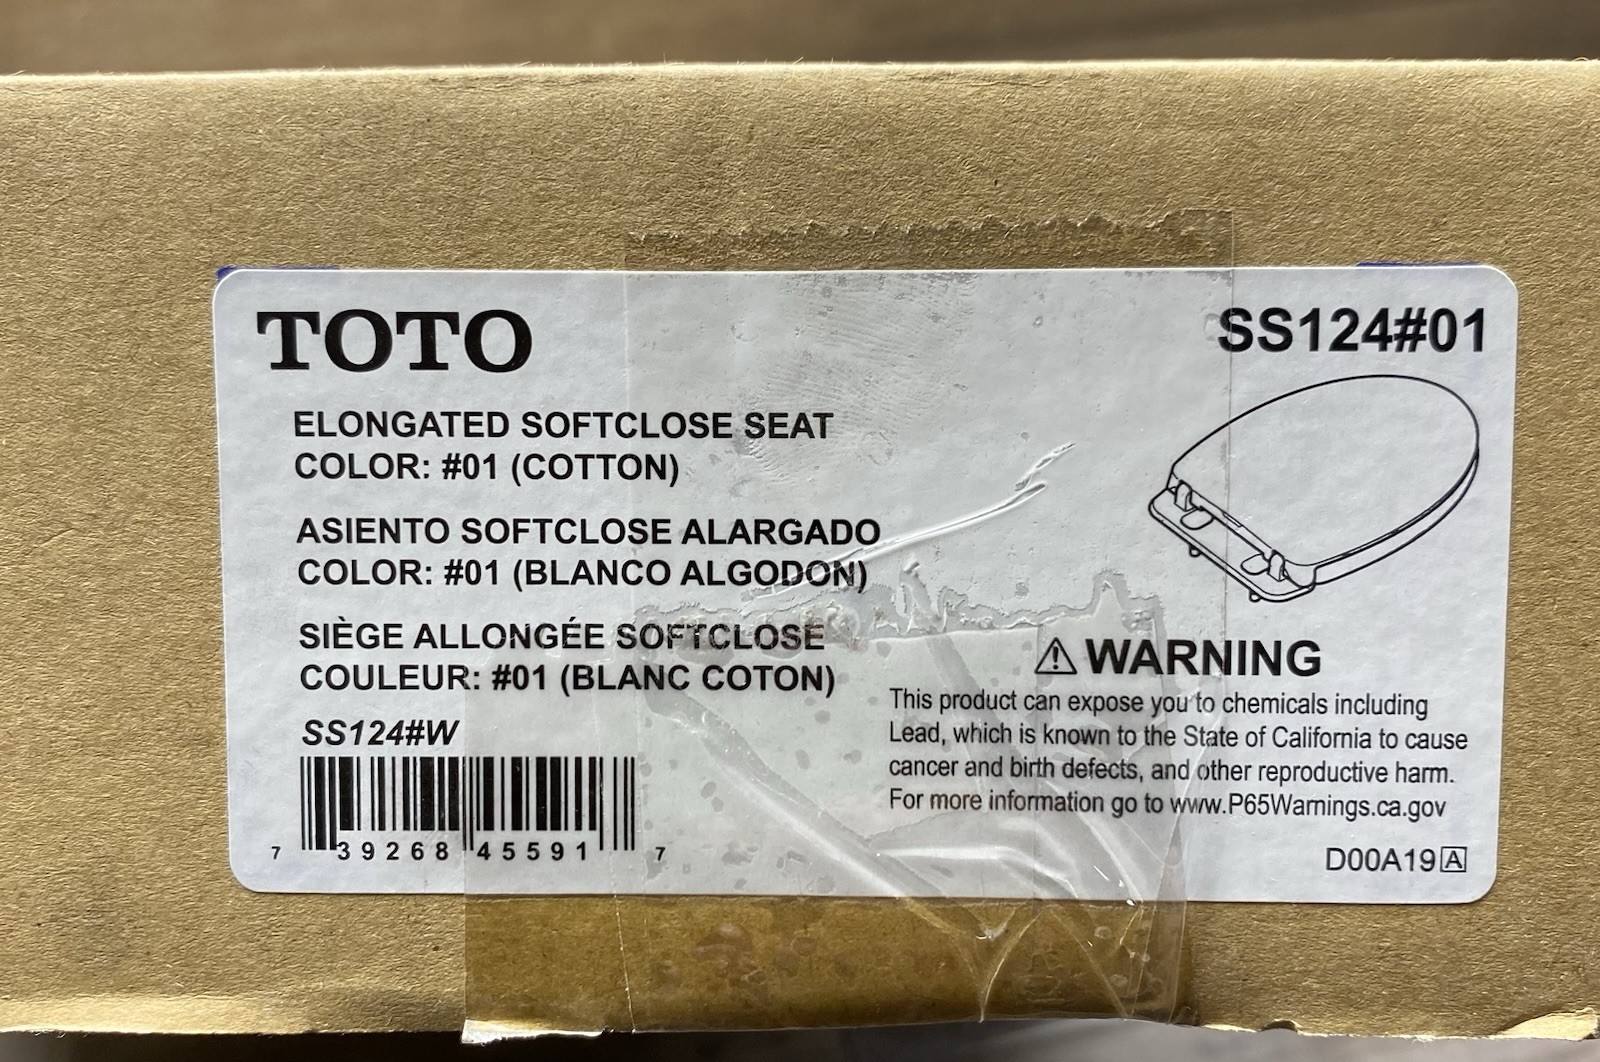 TOTO
SS124#01
ELONGATED SOFTCLOSE SEAT
COLOR: #01 (COTTON)
ASIENTO SOFTCLOSE ALARGADO
COLOR: #01 (BLANCO ALGODON)
SIÈGE ALLONGÉE SOFTCLOSE
COULEUR: #01 (BLANC COTON)
SS124#W
7 39268 45591 7
⚠ WARNING
This product can expose you to chemicals including
Lead, which is known to the State of California to cause
cancer and birth defects, and other reproductive harm.
For more information go to www.P65Warnings.ca.gov
D00A19 A